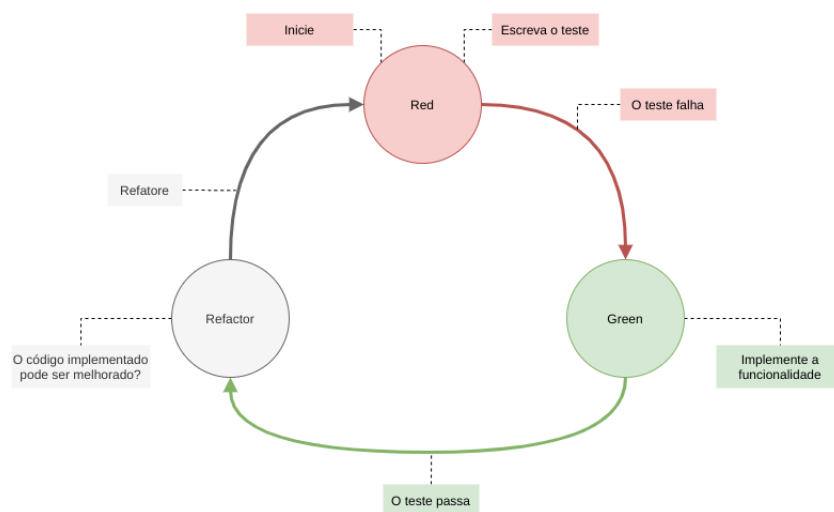 Inicie
Escreva o teste
Red
O teste falha
Refatore
Refactor
Green
O código implementado
pode ser melhorado?
Implemente a
funcionalidade
O teste passa